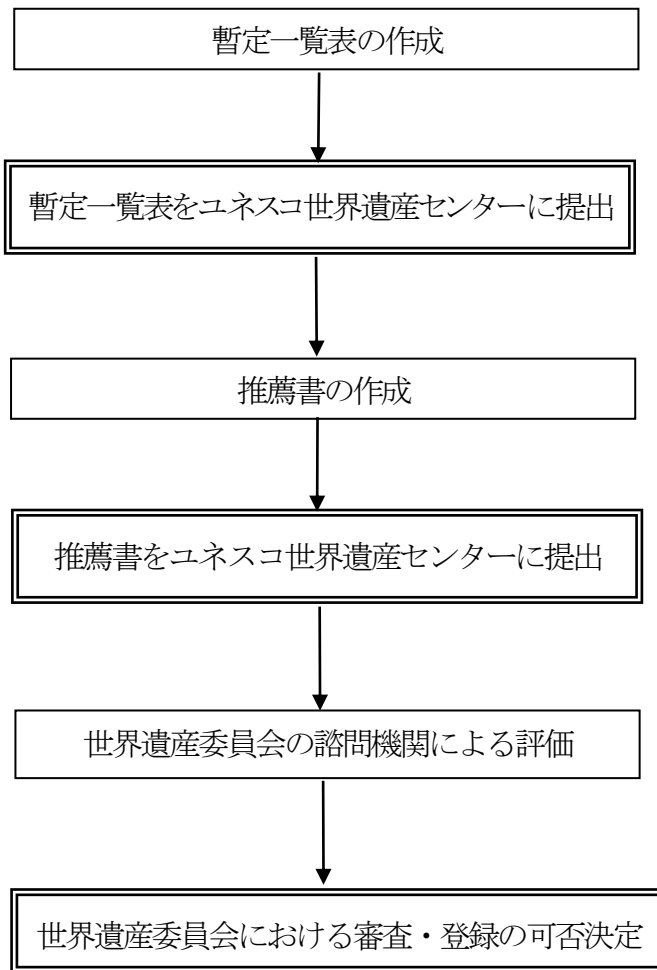 暫定一覧表の作成
暫定一覧表をユネスコ世界遺産センターに提出
推薦書の作成
推薦書をユネスコ世界遺産センターに提出
世界遺産委員会の諮問機関による評価
世界遺産委員会における審査・登録の可否決定